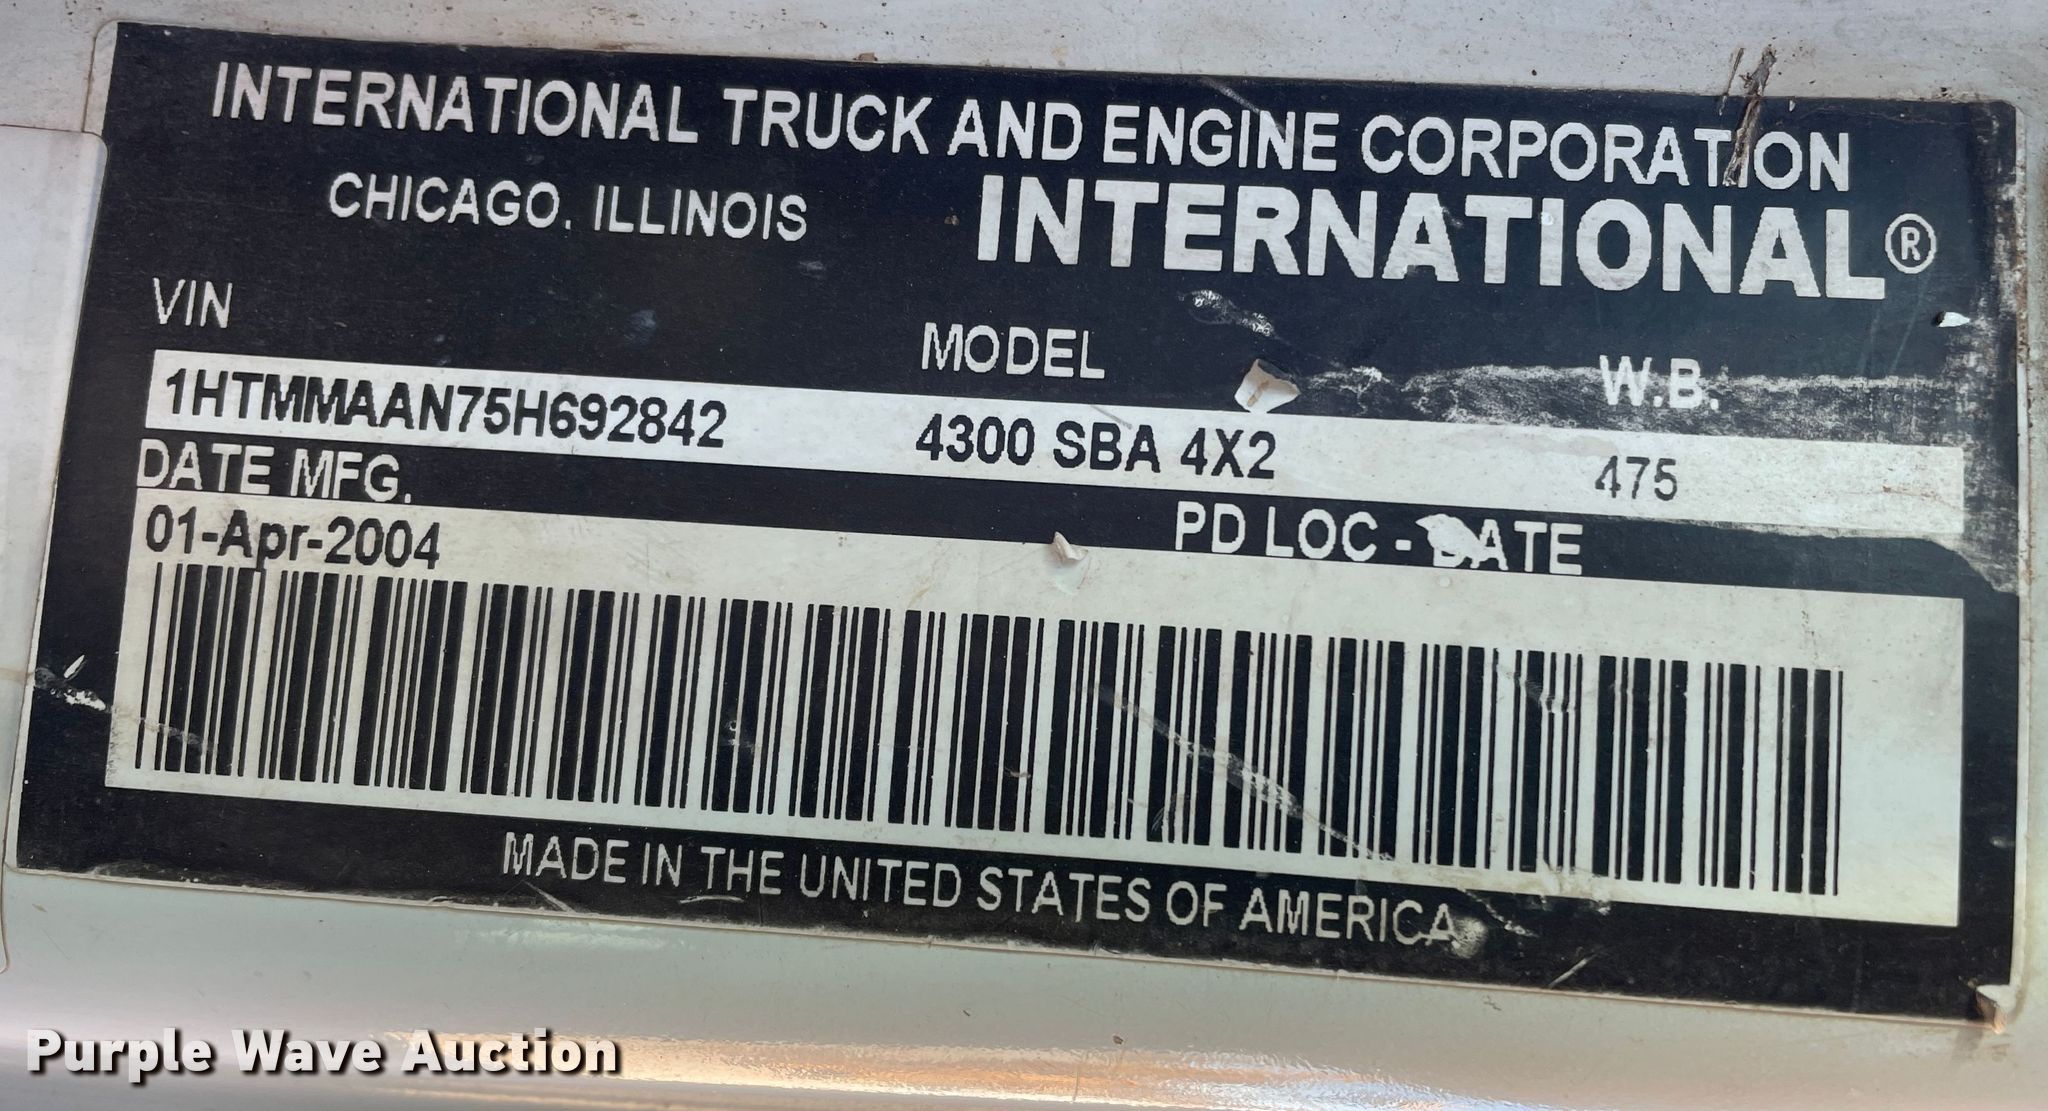 INTERNATIONAL TRUCK AND ENGINE CORPORATION
CHICAGO, ILLINOIS
INTERNATIONAL®
VIN MODEL W.B.
1HTMMAAN75H692842 4300 SBA 4X2 475
DATE MFG. PD LOC - DATE
01-Apr-2004
MADE IN THE UNITED STATES OF AMERICA
Purple Wave Auction